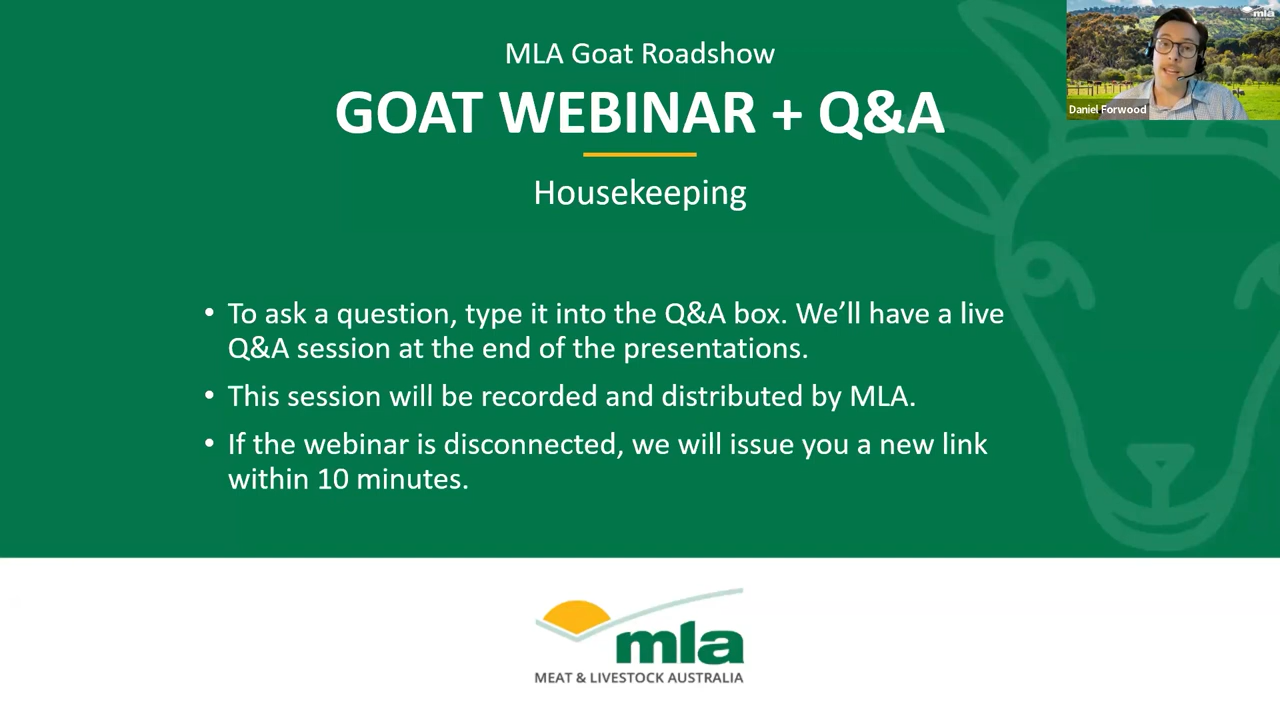 MLA Goat Roadshow
GOAT WEBINAR + Q&A
Housekeeping
• To ask a question, type it into the Q&A box. We’ll have a live
Q&A session at the end of the presentations.
• This session will be recorded and distributed by MLA.
• If the webinar is disconnected, we will issue you a new link
within 10 minutes.
mla
Daniel Forwood
mla
MEAT & LIVESTOCK AUSTRALIA